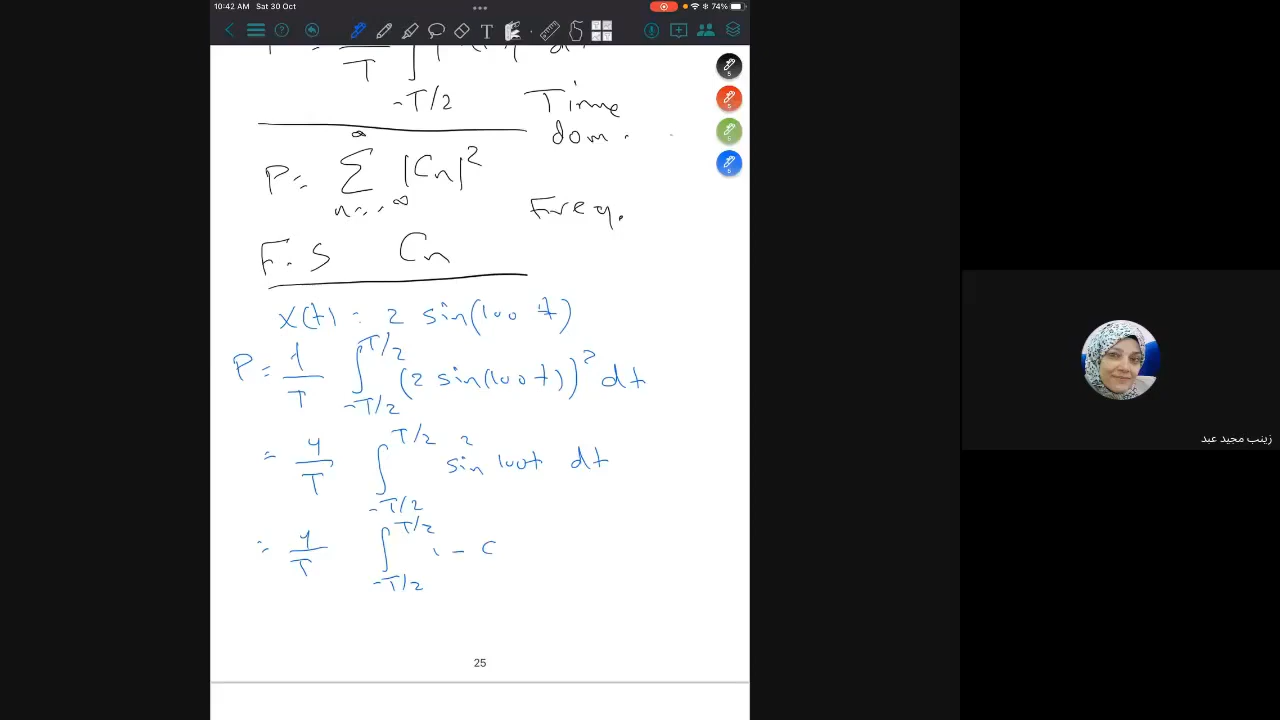 10:42 AM Sat 30 Oct
74%
T
-T/2
Time
dom.
P = ∞ Σ n=-∞ |Cn|²
Freq.
F.S Cn
x(t) = 2 sin(100 t)
P = 1/T ∫ -T/2 T/2 (2 sin(100 t))² dt
= 4/T ∫ -T/2 T/2 sin² 100t dt
= 4/T ∫ -T/2 T/2 1 - C
25
زينب مجيد عبد